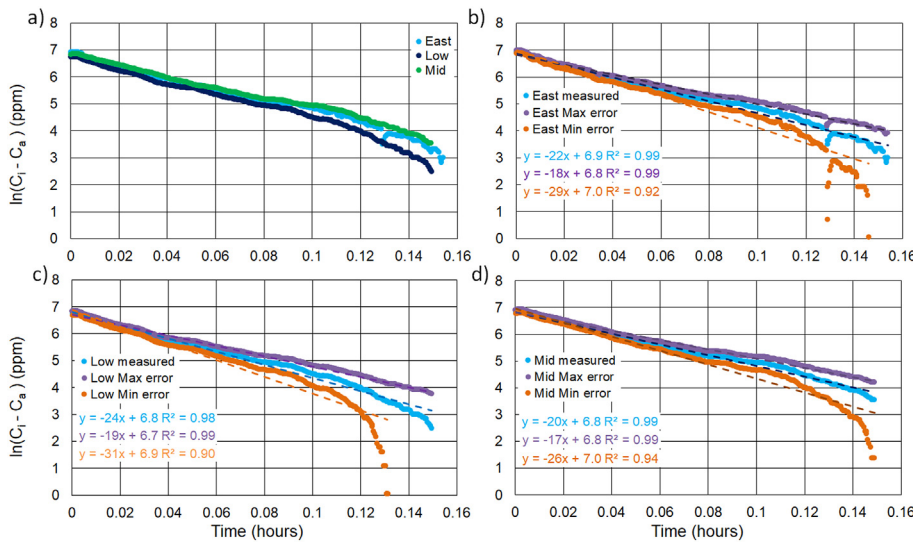 a)
8
7
6
5
4
3
2
1
0
ln(Cᵢ - Cₐ ) (ppm)
East
Low
Mid
0 0.02 0.04 0.06 0.08 0.1 0.12 0.14 0.16
b)
8
7
6
5
4
3
2
1
0
East measured
East Max error
East Min error
y = -22x + 6.9 R² = 0.99
y = -18x + 6.8 R² = 0.99
y = -29x + 7.0 R² = 0.92
0 0.02 0.04 0.06 0.08 0.1 0.12 0.14 0.16
c)
8
7
6
5
4
3
2
1
0
ln(Cᵢ - Cₐ ) (ppm)
Low measured
Low Max error
Low Min error
y = -24x + 6.8 R² = 0.98
y = -19x + 6.7 R² = 0.99
y = -31x + 6.9 R² = 0.90
0 0.02 0.04 0.06 0.08 0.10 0.12 0.14 0.16
Time (hours)
d)
8
7
6
5
4
3
2
1
0
Mid measured
Mid Max error
Mid Min error
y = -20x + 6.8 R² = 0.99
y = -17x + 6.8 R² = 0.99
y = -26x + 7.0 R² = 0.94
0 0.02 0.04 0.06 0.08 0.10 0.12 0.14 0.16
Time (hours)